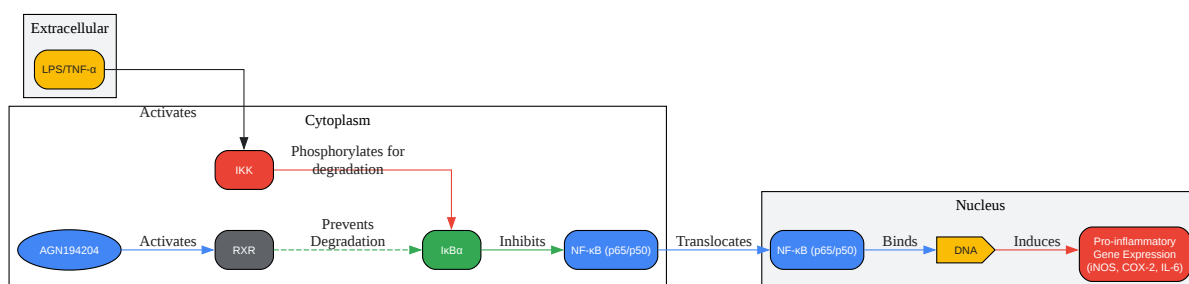 Extracellular
LPS/TNF-α
Activates
Cytoplasm
IKK
Phosphorylates for
degradation
AGN194204
Activates
RXR
Prevents
Degradation
IκBα
Inhibits
NF-κB (p65/p50)
Translocates
Nucleus
NF-κB (p65/p50)
Binds
DNA
Induces
Pro-inflammatory
Gene Expression
(iNOS, COX-2, IL-6)